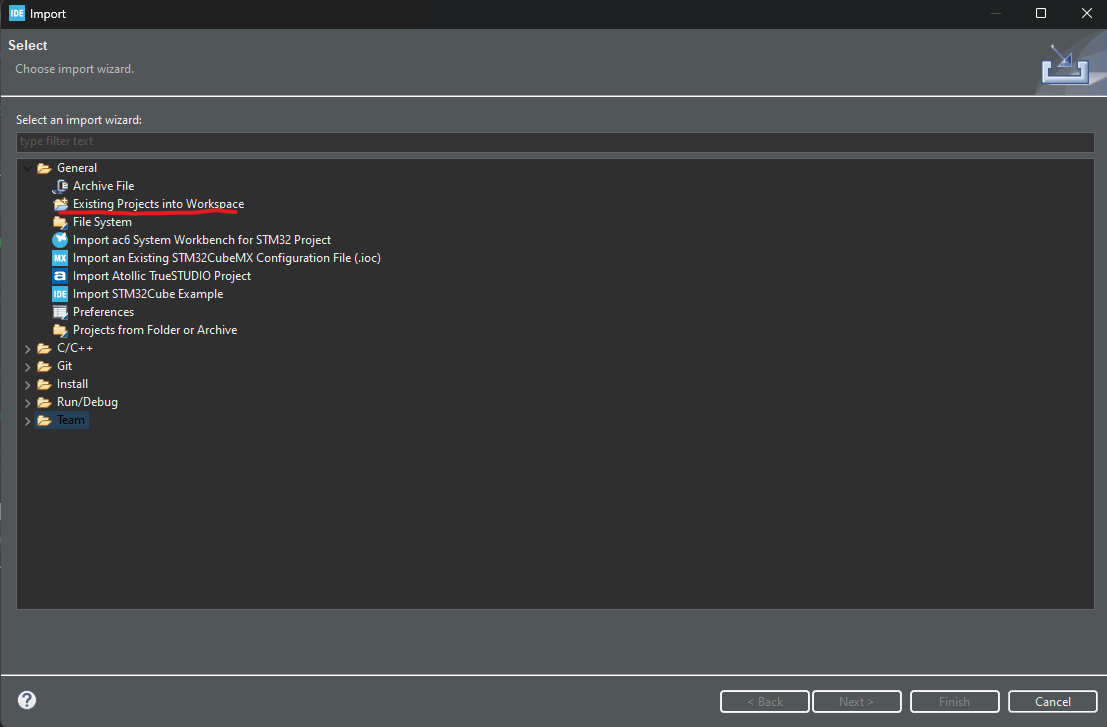 IDE Import
Select
Choose import wizard.
Select an import wizard:
type filter text
General
Archive File
Existing Projects into Workspace
File System
Import ac6 System Workbench for STM32 Project
MX Import an Existing STM32CubeMX Configuration File (.ioc)
a Import Atollic TrueSTUDIO Project
IDE Import STM32Cube Example
Preferences
Projects from Folder or Archive
C/C++
Git
Install
Run/Debug
Team
? < Back Next > Finish Cancel